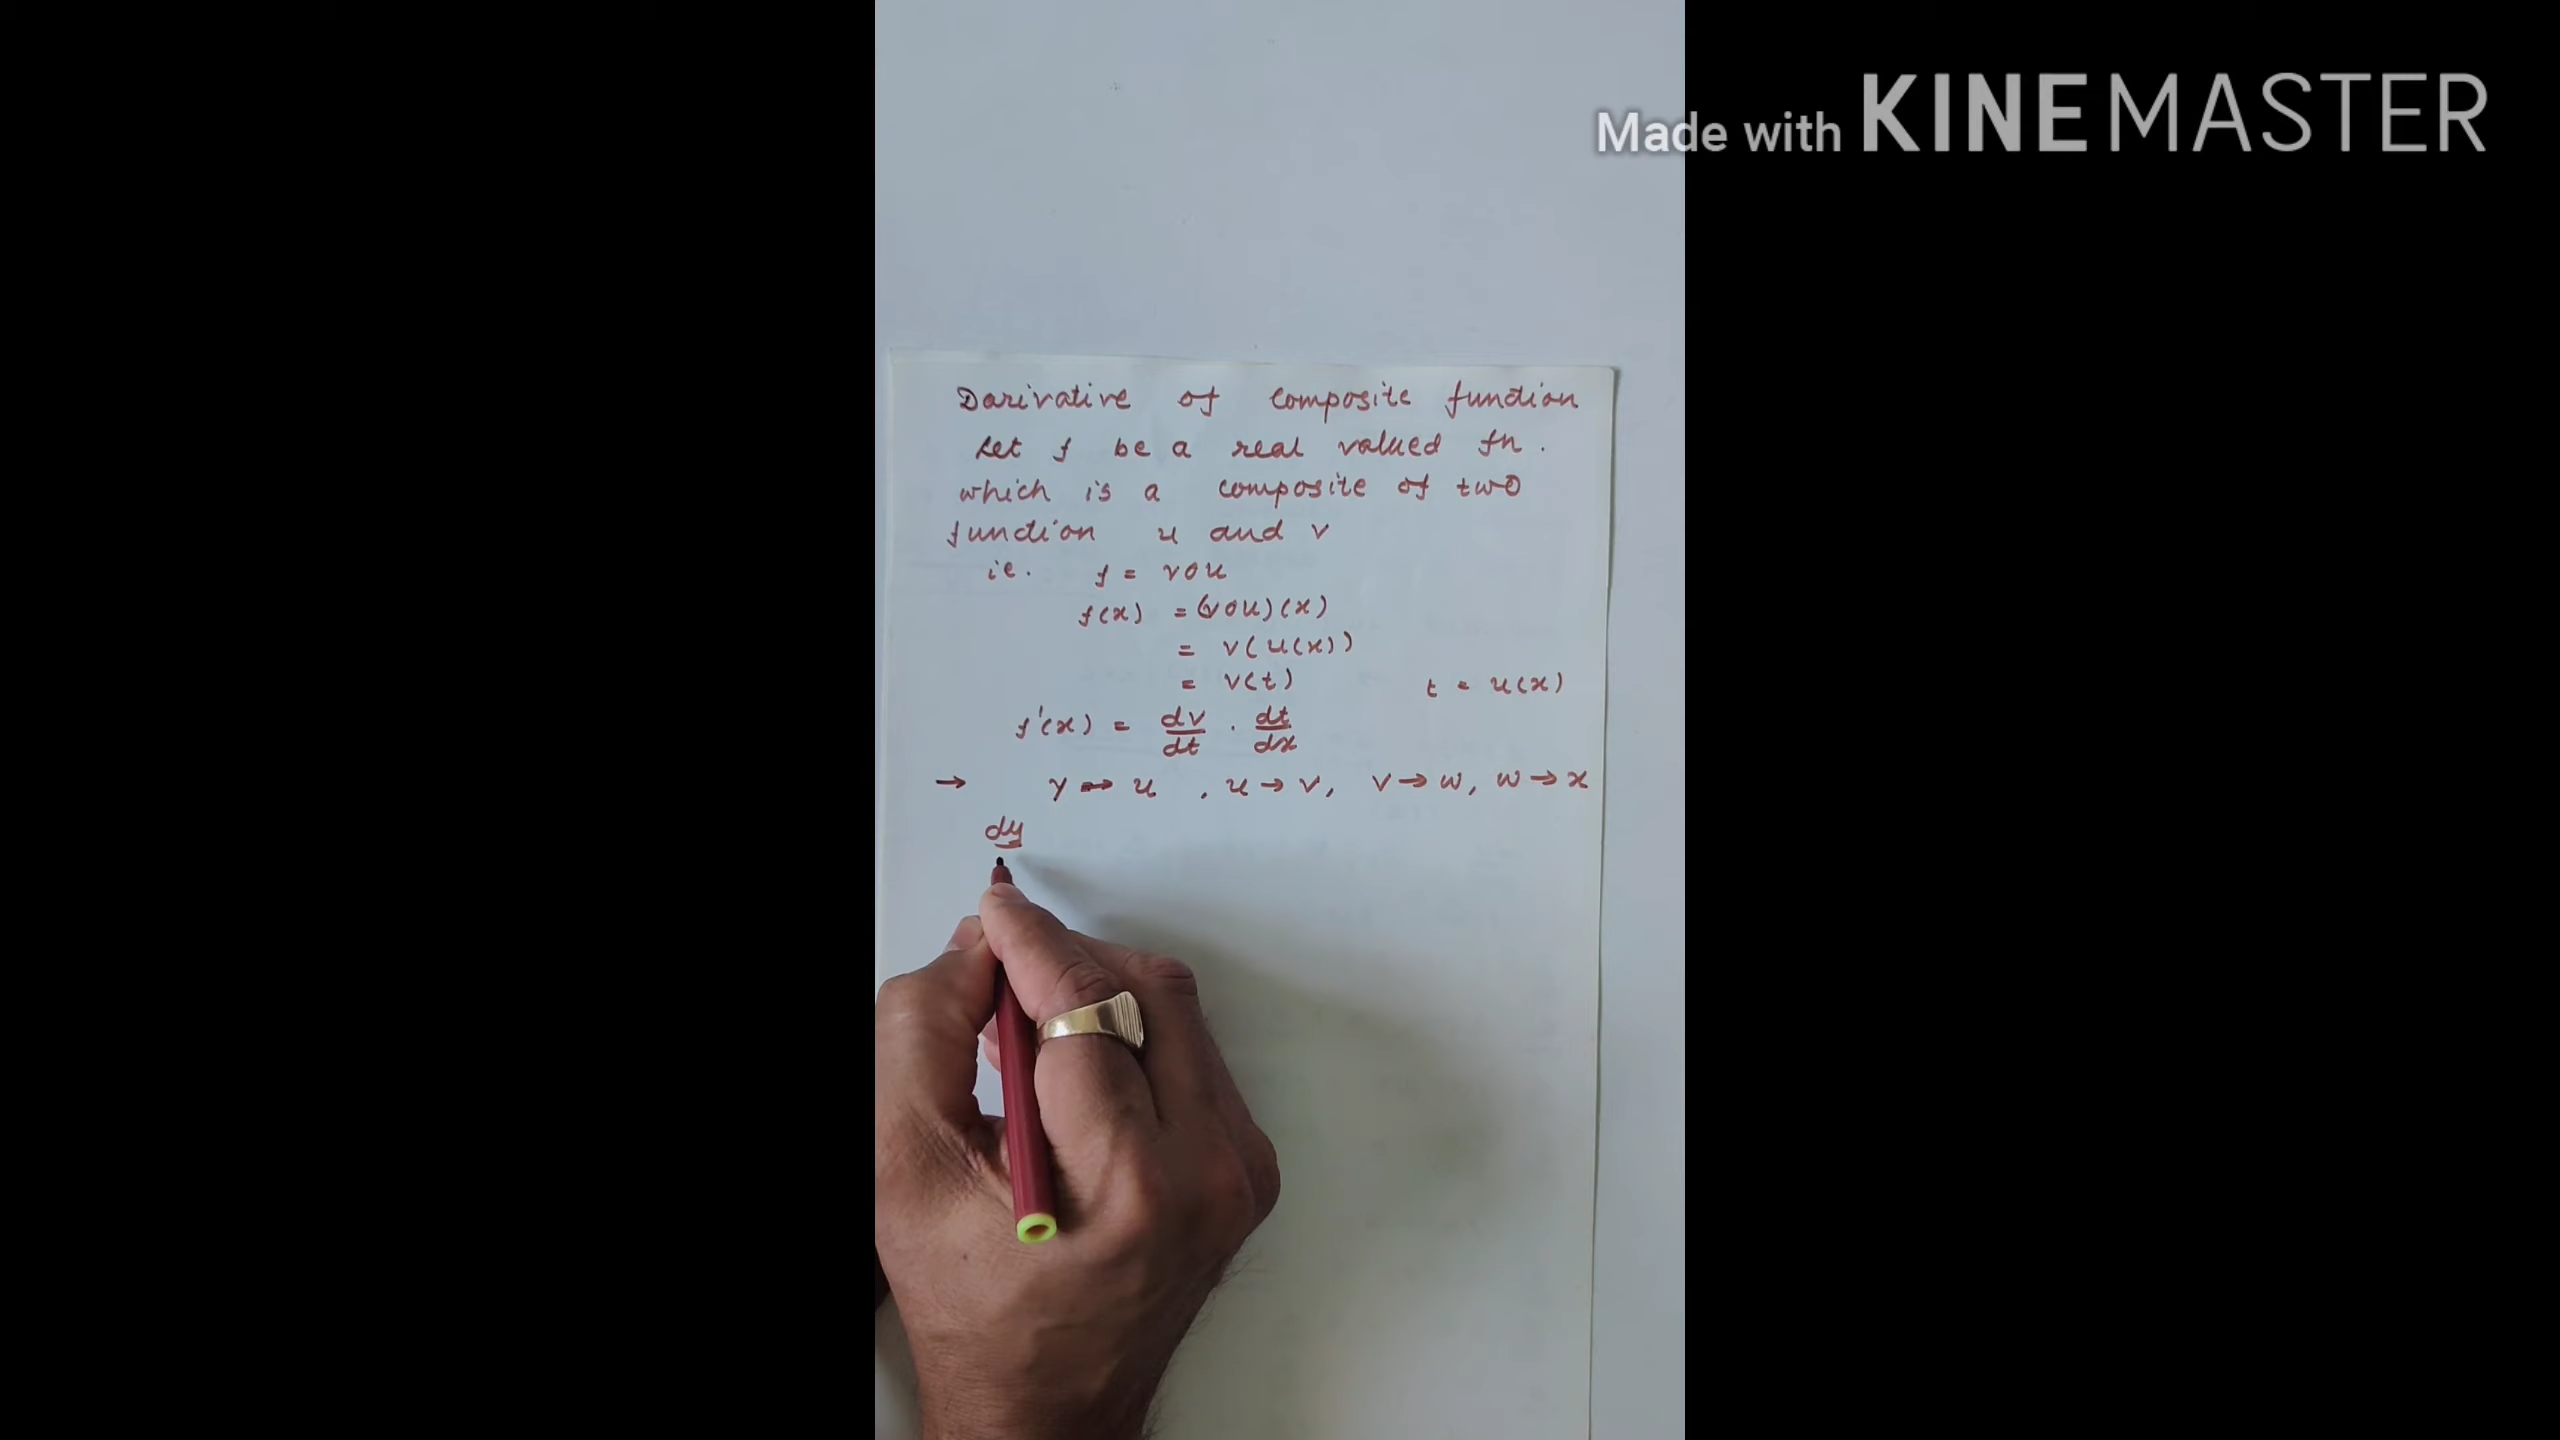 Made with KINEMASTER
Darivative of composite function
Let f be a real valued fn.
which is a composite of two
function u and v
ie. f = vou
f(x) = (vou)(x)
= v(u(x))
= v(t) t = u(x)
f'(x) = dv/dt . dt/dx
→ y → u , u → v, v → w, w → x
dy